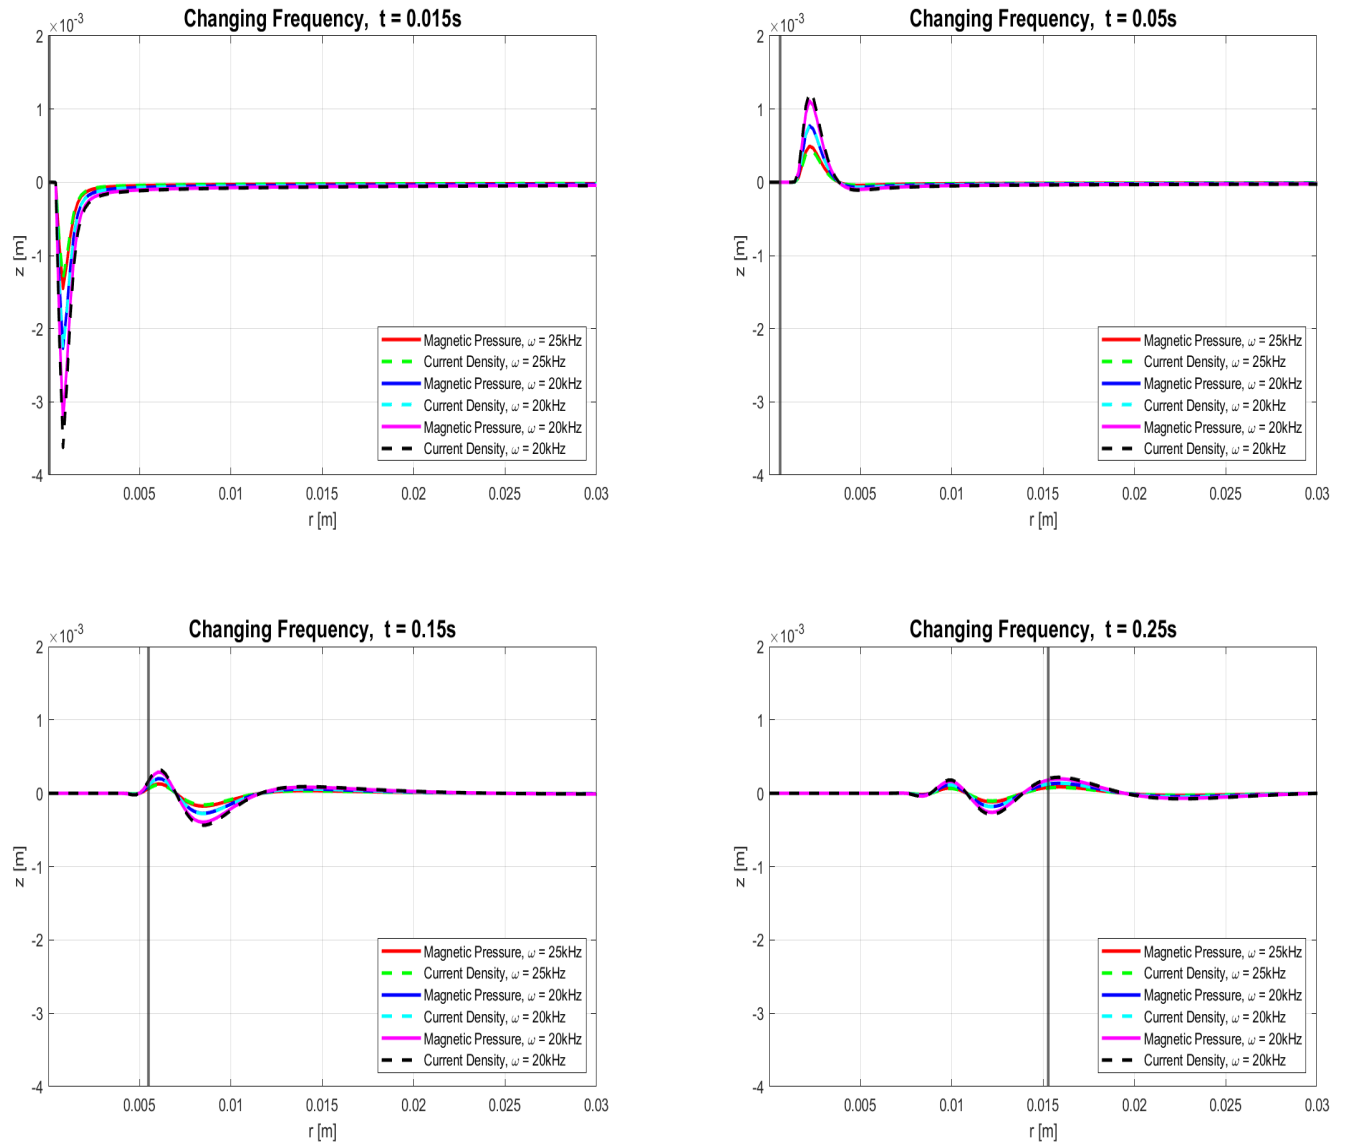 Changing Frequency, t = 0.015s
×10-3
2
1
0
-1
-2
-3
-4
z [m]
0.005 0.01 0.015 0.02 0.025 0.03
r [m]
Magnetic Pressure, ω = 25kHz
Current Density, ω = 25kHz
Magnetic Pressure, ω = 20kHz
Current Density, ω = 20kHz
Magnetic Pressure, ω = 20kHz
Current Density, ω = 20kHz
Changing Frequency, t = 0.05s
×10-3
2
1
0
-1
-2
-3
-4
z [m]
0.005 0.01 0.015 0.02 0.025 0.03
r [m]
Magnetic Pressure, ω = 25kHz
Current Density, ω = 25kHz
Magnetic Pressure, ω = 20kHz
Current Density, ω = 20kHz
Magnetic Pressure, ω = 20kHz
Current Density, ω = 20kHz
Changing Frequency, t = 0.15s
×10-3
2
1
0
-1
-2
-3
-4
z [m]
0.005 0.01 0.015 0.02 0.025 0.03
r [m]
Magnetic Pressure, ω = 25kHz
Current Density, ω = 25kHz
Magnetic Pressure, ω = 20kHz
Current Density, ω = 20kHz
Magnetic Pressure, ω = 20kHz
Current Density, ω = 20kHz
Changing Frequency, t = 0.25s
×10-3
2
1
0
-1
-2
-3
-4
z [m]
0.005 0.01 0.015 0.02 0.025 0.03
r [m]
Magnetic Pressure, ω = 25kHz
Current Density, ω = 25kHz
Magnetic Pressure, ω = 20kHz
Current Density, ω = 20kHz
Magnetic Pressure, ω = 20kHz
Current Density, ω = 20kHz